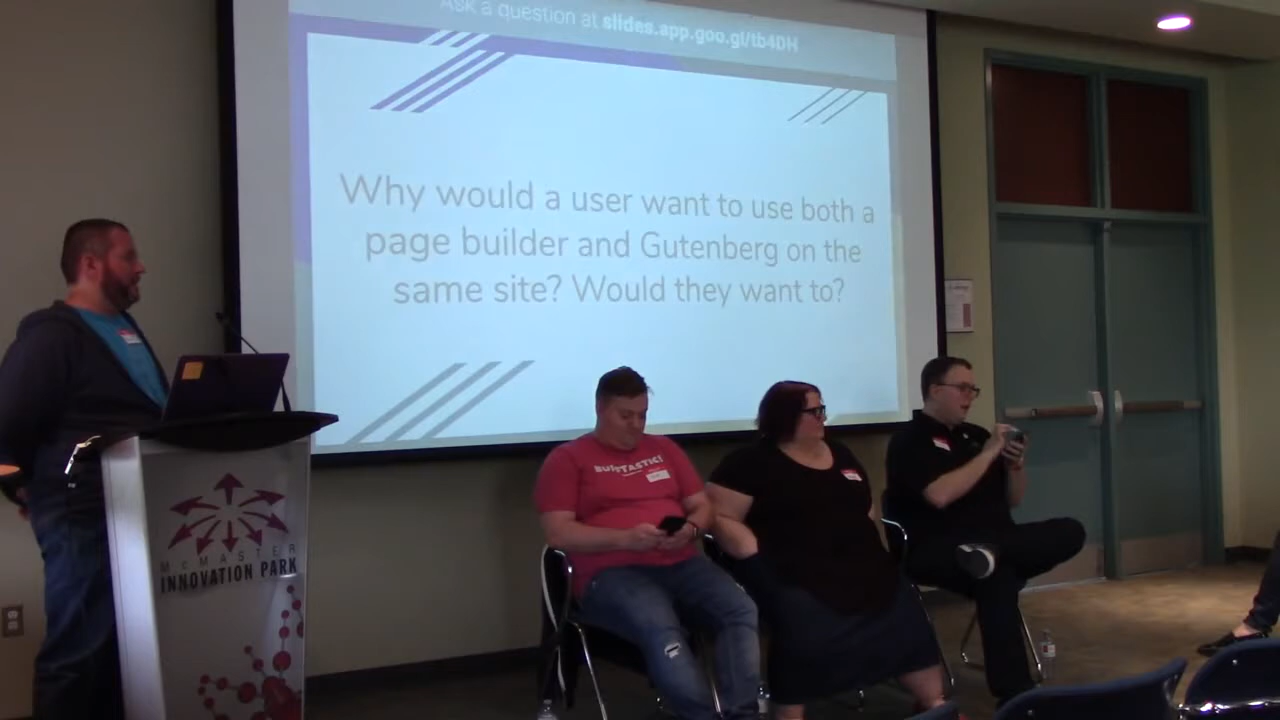 Ask a question at slides.app.goo.gl/tb4DH
Why would a user want to use both a
page builder and Gutenberg on the
same site? Would they want to?
McMASTER
INNOVATION PARK